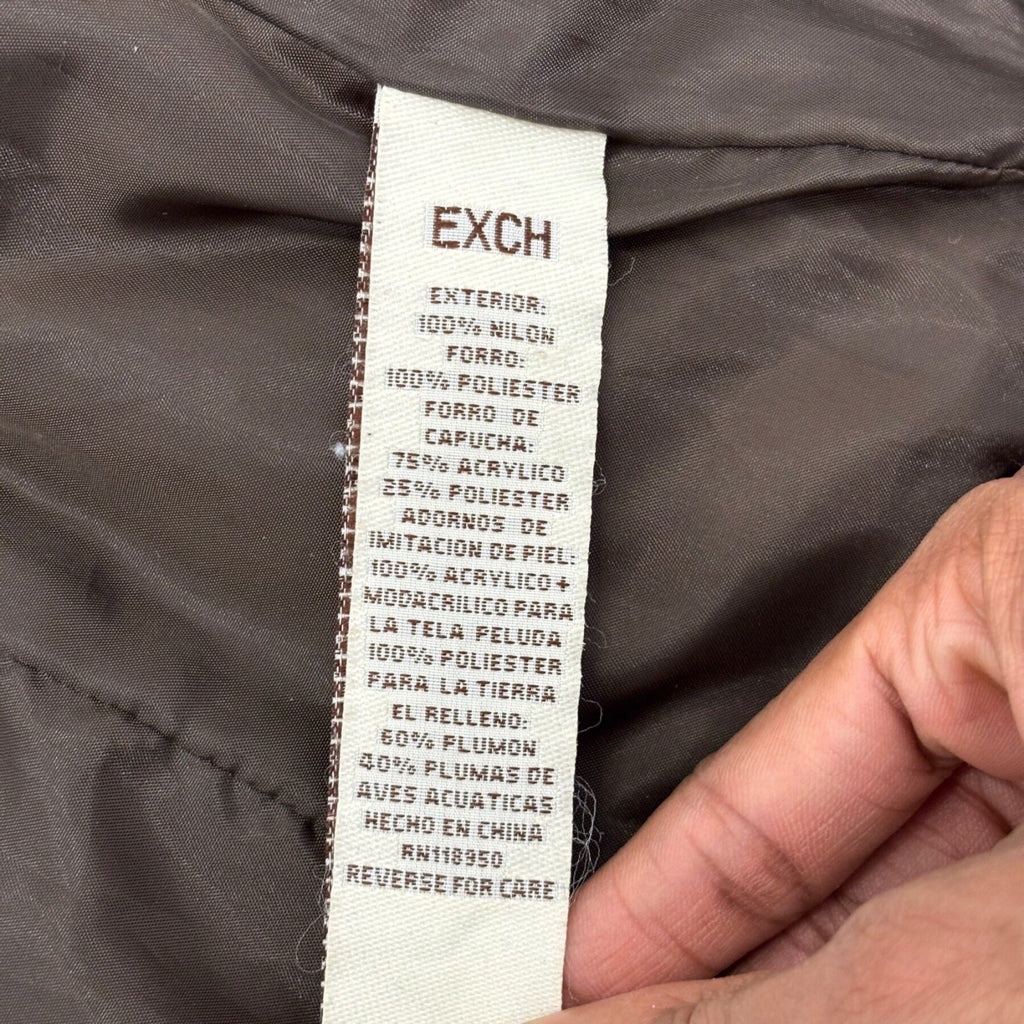 EXCH
EXTERIOR:
100% NILON
FORRO:
100% POLIESTER
FORRO DE
CAPUCHA:
75% ACRYLICO
25% POLIESTER
ADORNOS DE
IMITACION DE PIEL:
100% ACRYLICO +
MODACRILICO PARA
LA TELA PELUDA
100% POLIESTER
PARA LA TIERRA
EL RELLENO:
60% PLUMON
40% PLUMAS DE
AVES ACUATICAS
HECHO EN CHINA
RN118950
REVERSE FOR CARE